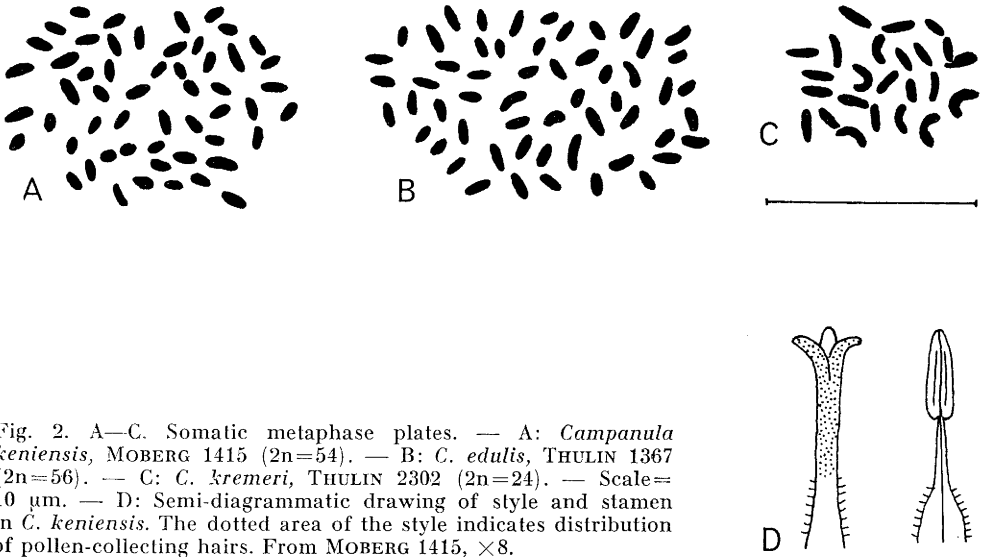 A
B
C
D
Fig. 2. A—C. Somatic metaphase plates. — A: Campanula
keniensis, MOBERG 1415 (2n=54). — B: C. edulis, THULIN 1367
(2n=56). — C: C. kremeri, THULIN 2302 (2n=24). — Scale=
10 µm. — D: Semi-diagrammatic drawing of style and stamen
in C. keniensis. The dotted area of the style indicates distribution
of pollen-collecting hairs. From MOBERG 1415, ×8.